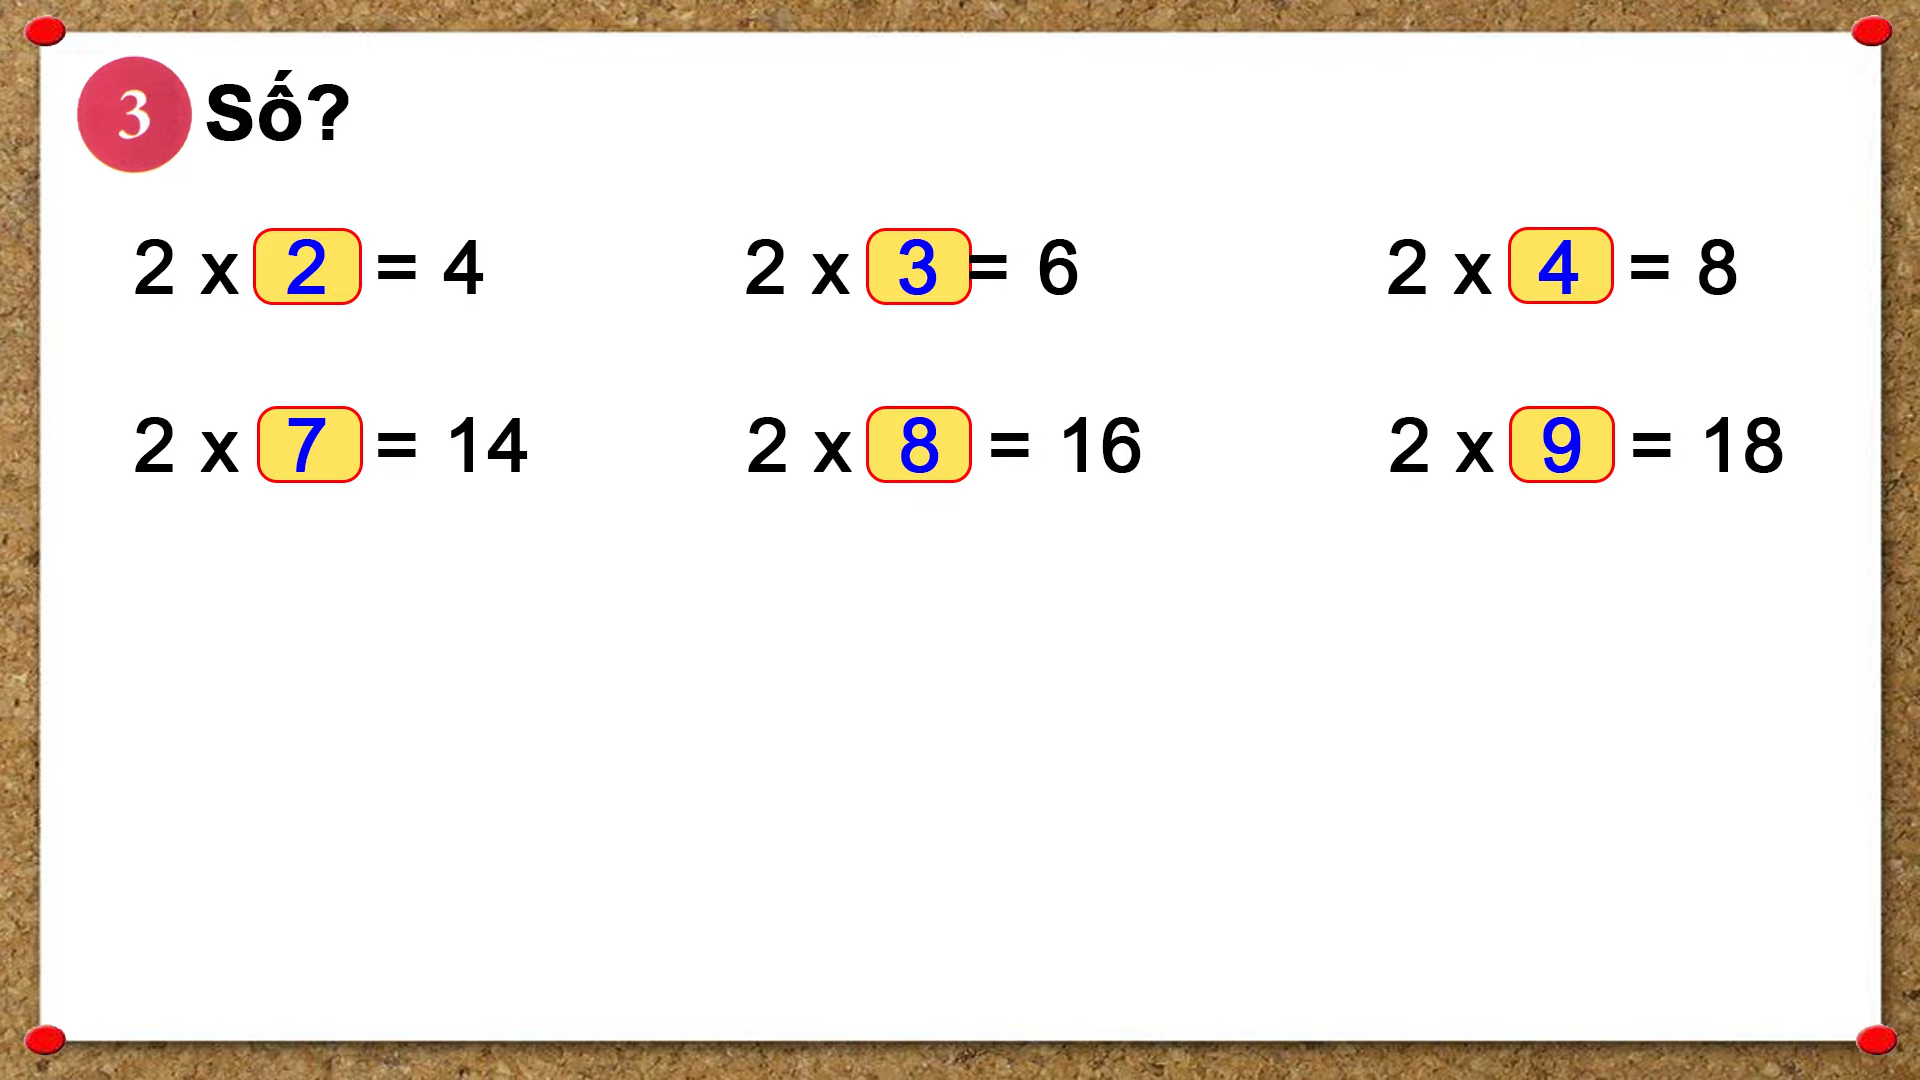 3 Số?
2 x 2 = 4 2 x 3 = 6 2 x 4 = 8
2 x 7 = 14 2 x 8 = 16 2 x 9 = 18